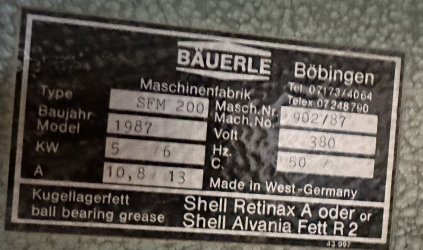 BÄUERLE Böbingen
Maschinenfabrik Tel. 07173/4064
Telex 07248790
Type SFM 200 Masch.Nr. Mach.No. 902/87
Baujahr Model 1987 Volt 380
KW 5 / 6 Hz. C. 50 /
A 10,8 / 13 Made in West-Germany
Kugellagerfett ball bearing grease Shell Retinax A oder or
Shell Alvania Fett R 2
43 997